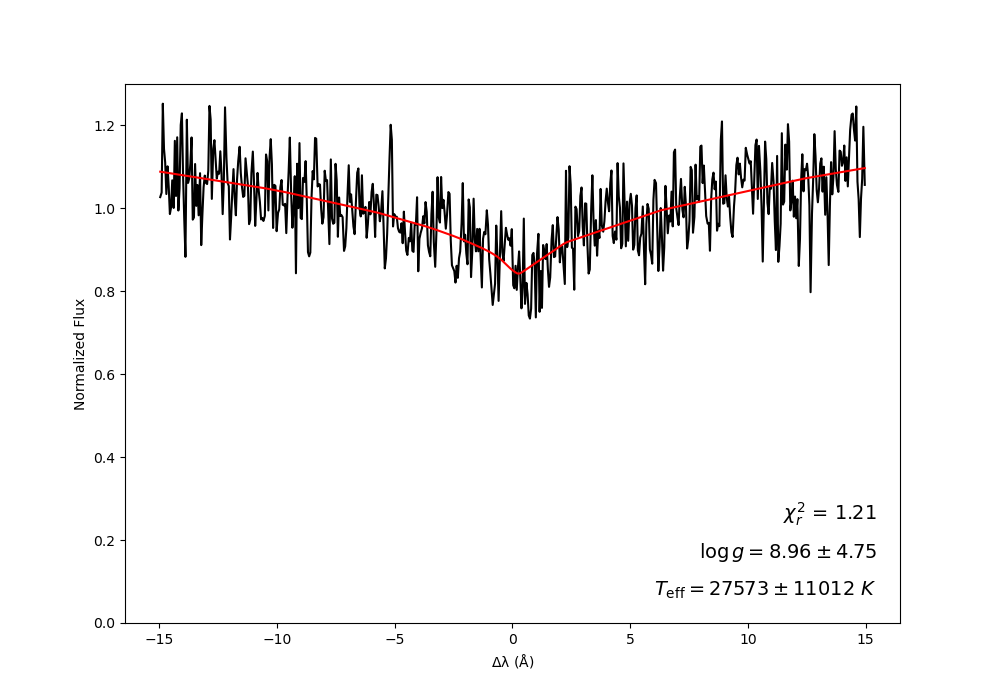 1.2
1.0
0.8
0.6
0.4
0.2
0.0
Normalized Flux
χ²ᵣ = 1.21
log g = 8.96 ± 4.75
T_eff = 27573 ± 11012 K
−15 −10 −5 0 5 10 15
Δλ (Å)